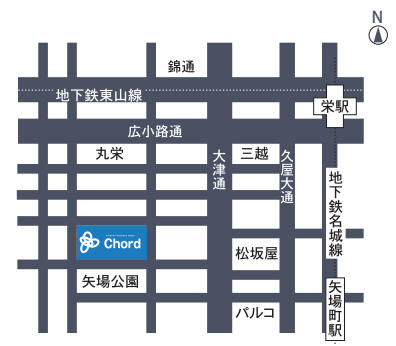 N
錦通
地下鉄東山線
栄駅
広小路通
丸栄
大津通
三越
久屋大通
地下鉄名城線
Chord
松坂屋
矢場公園
矢場町駅
パルコ